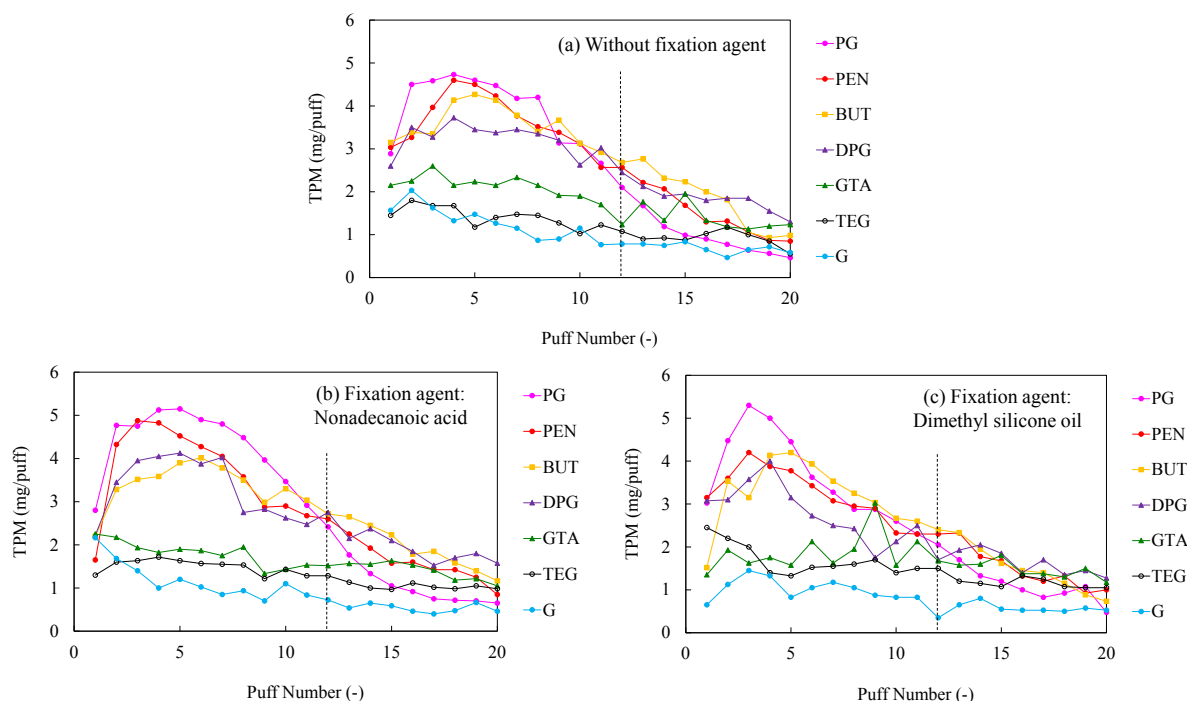 (a) Without fixation agent
TPM (mg/puff)
6
5
4
3
2
1
0
0 5 10 15 20
Puff Number (-)
PG
PEN
BUT
DPG
GTA
TEG
G
(b) Fixation agent:
Nonadecanoic acid
TPM (mg/puff)
6
5
4
3
2
1
0
0 5 10 15 20
Puff Number (-)
PG
PEN
BUT
DPG
GTA
TEG
G
(c) Fixation agent:
Dimethyl silicone oil
TPM (mg/puff)
6
5
4
3
2
1
0
0 5 10 15 20
Puff Number (-)
PG
PEN
BUT
DPG
GTA
TEG
G